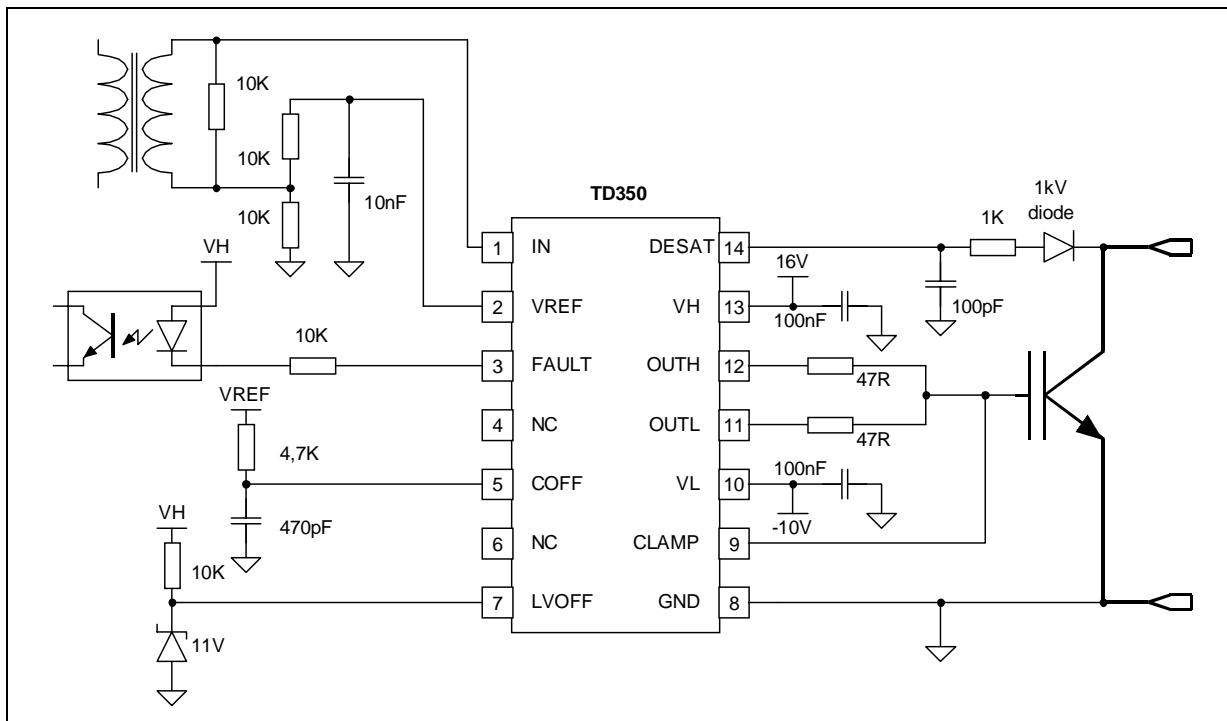 10K
10K
10K
10nF
TD350
1kV
diode
1K
VH
1
IN
DESAT
14
16V
100nF
100pF
2
VREF
VH
13
10K
3
FAULT
OUTH
12
47R
VREF
4
NC
OUTL
11
47R
4,7K
100nF
5
COFF
VL
10
-10V
VH
470pF
6
NC
CLAMP
9
10K
7
LVOFF
GND
8
11V